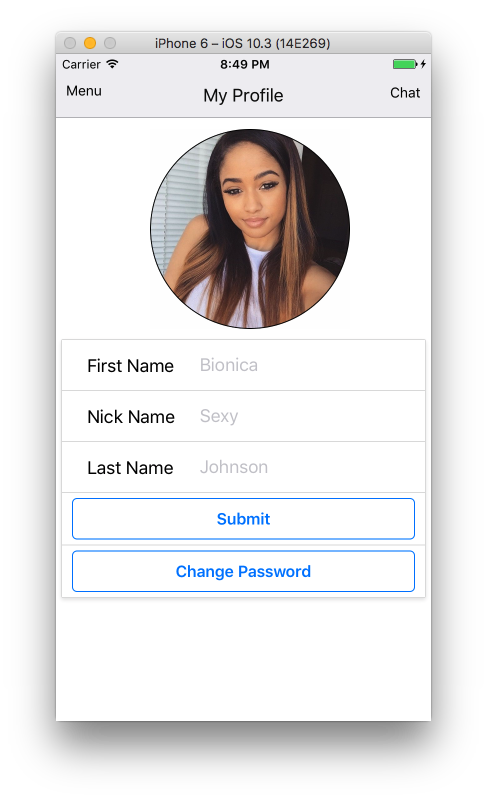 iPhone 6 – iOS 10.3 (14E269)
Carrier 8:49 PM
Menu My Profile Chat
First Name Bionica
Nick Name Sexy
Last Name Johnson
Submit
Change Password